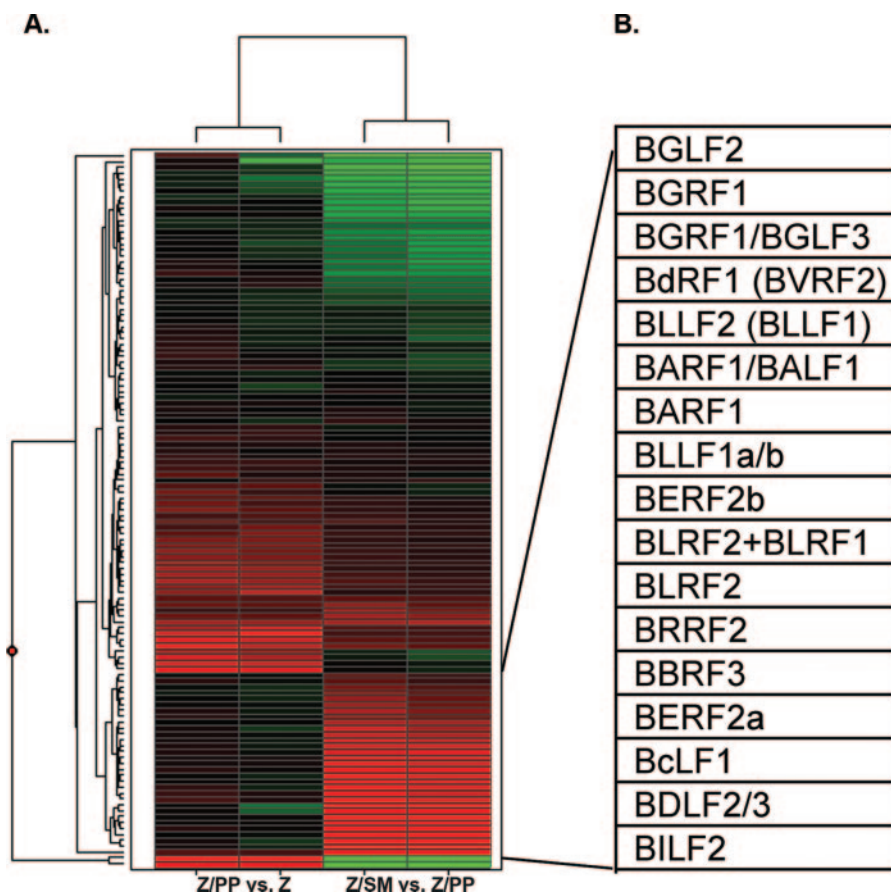 A.
B.
BGLF2
BGRF1
BGRF1/BGLF3
BdRF1 (BVRF2)
BLLF2 (BLLF1)
BARF1/BALF1
BARF1
BLLF1a/b
BERF2b
BLRF2+BLRF1
BLRF2
BRRF2
BBRF3
BERF2a
BcLF1
BDLF2/3
BILF2
Z/PP vs. Z
Z/SM vs. Z/PP